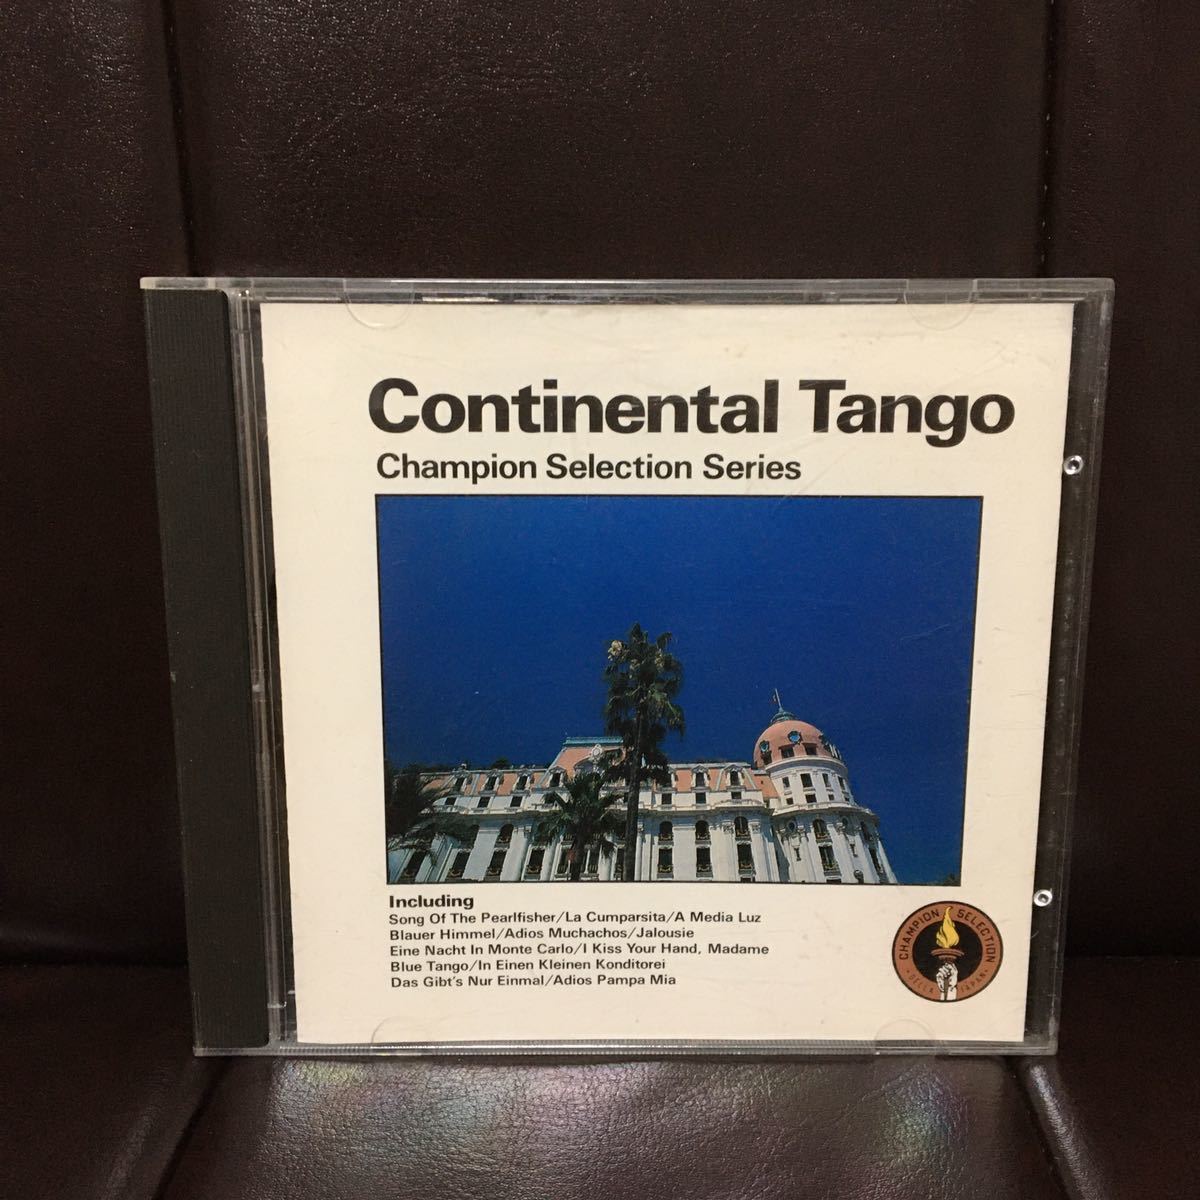 Continental Tango
Champion Selection Series
Including
Song Of The Pearlfisher/La Cumparsita/A Media Luz
Blauer Himmel/Adios Muchachos/Jalousie
Eine Nacht In Monte Carlo/I Kiss Your Hand, Madame
Blue Tango/In Einen Kleinen Konditorei
Das Gibt's Nur Einmal/Adios Pampa Mia
CHAMPION SELECTION
DELLA JAPAN